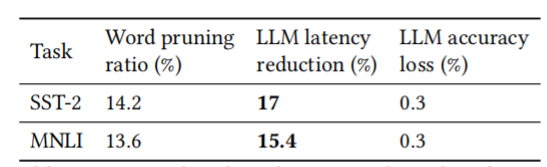 Task Word pruning ratio (%) LLM latency reduction (%) LLM accuracy loss (%)
SST-2 14.2 17 0.3
MNLI 13.6 15.4 0.3